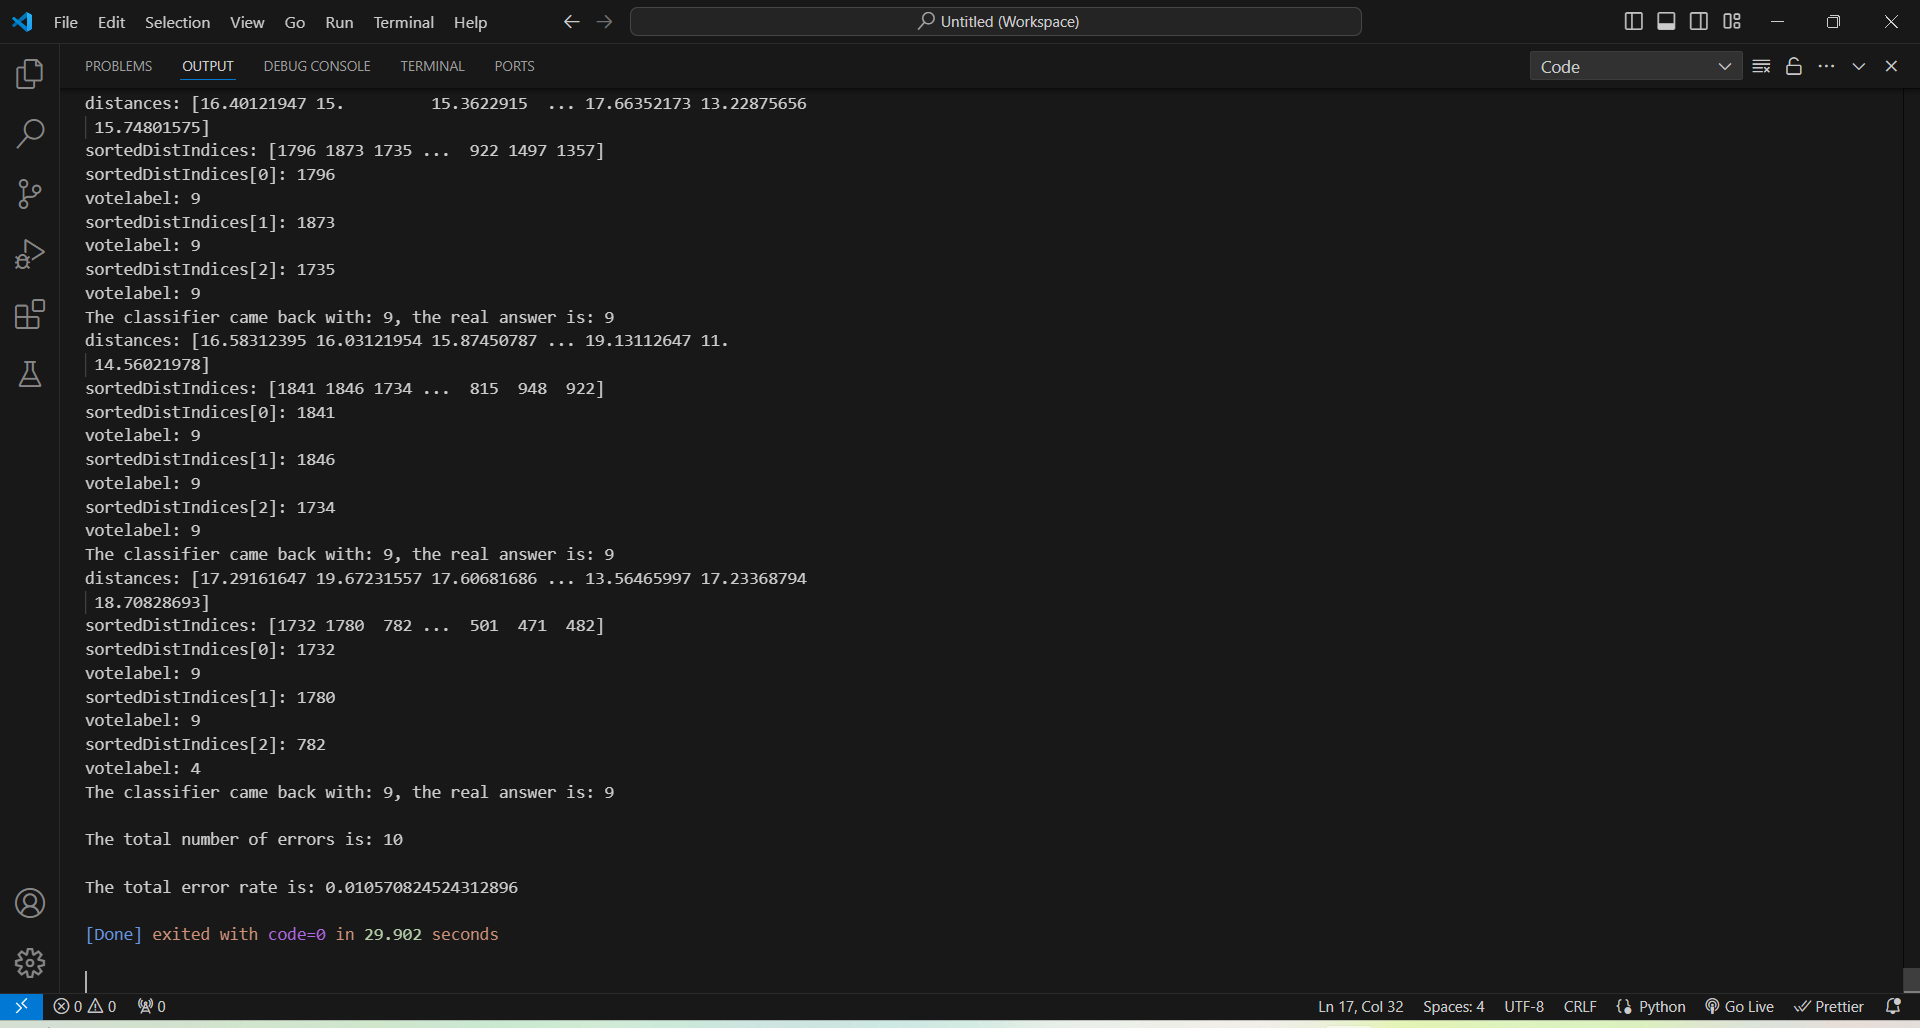 File Edit Selection View Go Run Terminal Help
Untitled (Workspace)
PROBLEMS OUTPUT DEBUG CONSOLE TERMINAL PORTS
Code
distances: [16.40121947 15.         15.3622915  ... 17.66352173 13.22875656
 15.74801575]
sortedDistIndices: [1796 1873 1735 ...  922 1497 1357]
sortedDistIndices[0]: 1796
votelabel: 9
sortedDistIndices[1]: 1873
votelabel: 9
sortedDistIndices[2]: 1735
votelabel: 9
The classifier came back with: 9, the real answer is: 9
distances: [16.58312395 16.03121954 15.87450787 ... 19.13112647 11.
 14.56021978]
sortedDistIndices: [1841 1846 1734 ...  815  948  922]
sortedDistIndices[0]: 1841
votelabel: 9
sortedDistIndices[1]: 1846
votelabel: 9
sortedDistIndices[2]: 1734
votelabel: 9
The classifier came back with: 9, the real answer is: 9
distances: [17.29161647 19.67231557 17.60681686 ... 13.56465997 17.23368794
 18.70828693]
sortedDistIndices: [1732 1780  782 ...  501  471  482]
sortedDistIndices[0]: 1732
votelabel: 9
sortedDistIndices[1]: 1780
votelabel: 9
sortedDistIndices[2]: 782
votelabel: 4
The classifier came back with: 9, the real answer is: 9
The total number of errors is: 10
The total error rate is: 0.010570824524312896
[Done] exited with code=0 in 29.902 seconds
0 0 0
Ln 17, Col 32 Spaces: 4 UTF-8 CRLF Python Go Live Prettier